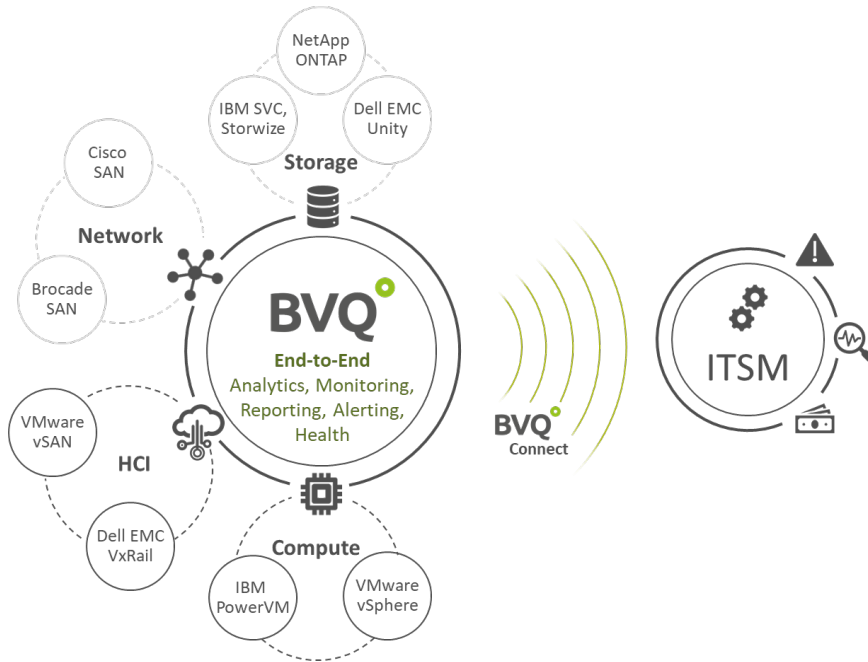 NetApp
ONTAP
IBM SVC,
Storwize
Dell EMC
Unity
Storage
Cisco
SAN
Network
Brocade
SAN
BVQ
End-to-End
Analytics, Monitoring,
Reporting, Alerting,
Health
VMware
vSAN
HCI
Dell EMC
VxRail
Compute
IBM
PowerVM
VMware
vSphere
BVQ
Connect
ITSM